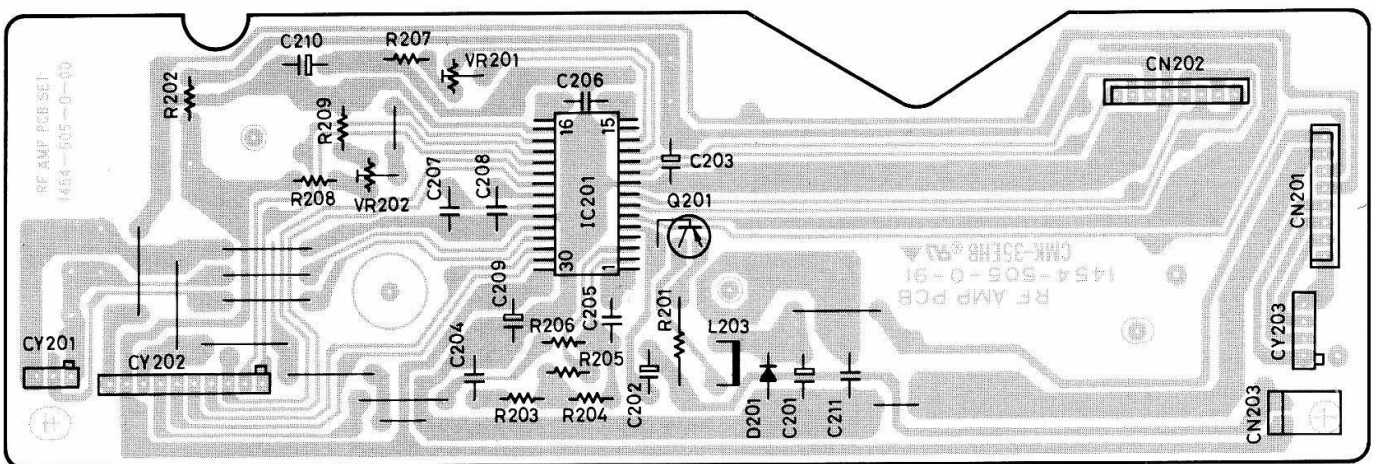 RF AMP PCB SET
1454-505-0-00
R202
C210
R207
VR201
C206
CN202
R209
16
15
C203
C207
C208
R208
VR202
Q201
IC201
CN201
30
1
CMK-35EHB
1454-505-0-91
RF AMP PCB
C209
C205
R201
L203
R206
R205
CY201
CY202
C204
CY203
C202
R203
R204
D201
C201
C211
CN203